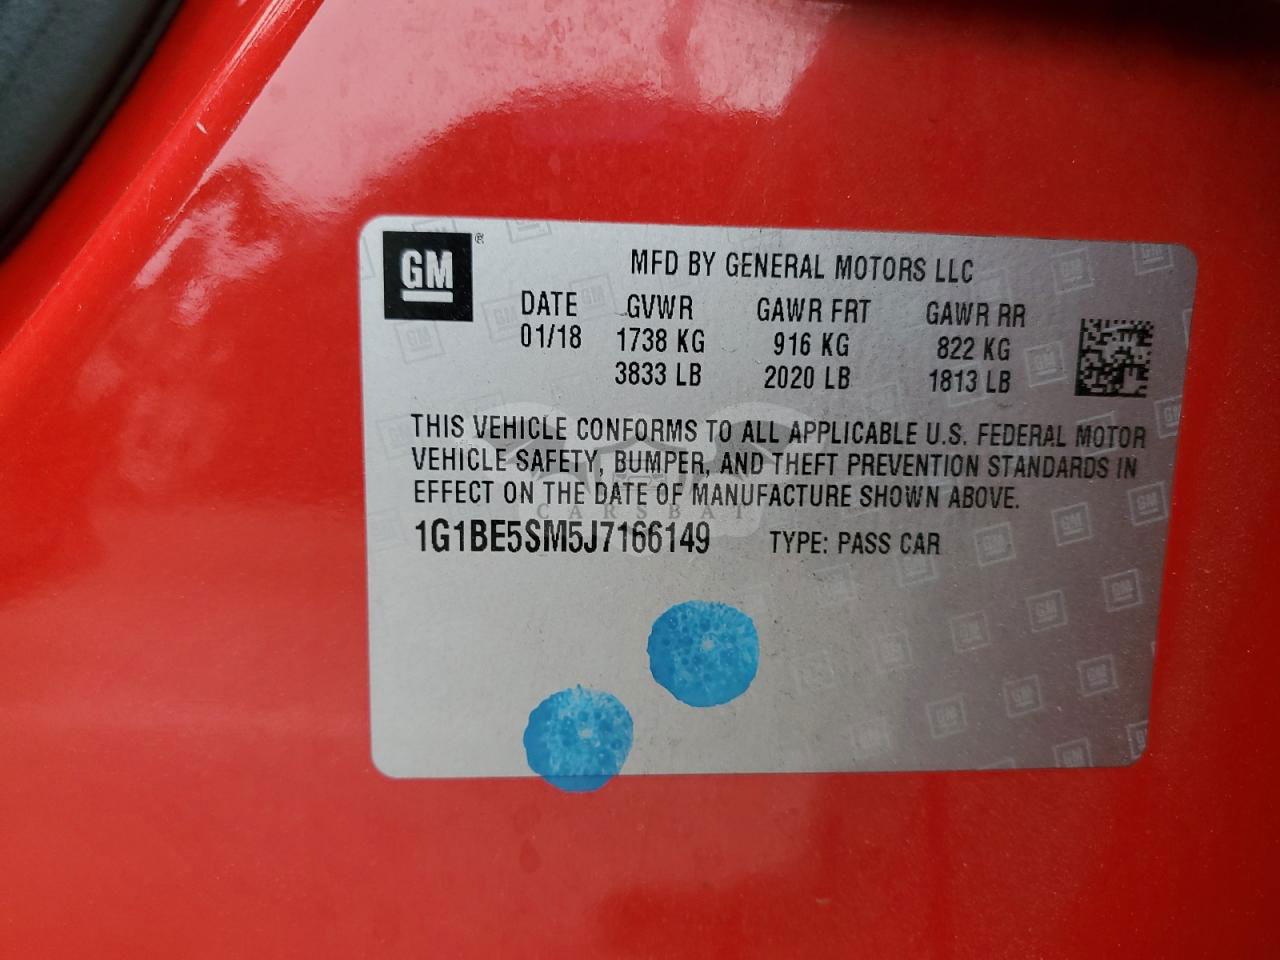 GM ®
MFD BY GENERAL MOTORS LLC
DATE GVWR GAWR FRT GAWR RR
01/18 1738 KG 916 KG 822 KG
3833 LB 2020 LB 1813 LB
THIS VEHICLE CONFORMS TO ALL APPLICABLE U.S. FEDERAL MOTOR
VEHICLE SAFETY, BUMPER, AND THEFT PREVENTION STANDARDS IN
EFFECT ON THE DATE OF MANUFACTURE SHOWN ABOVE.
CARSBAT
1G1BE5SM5J7166149 TYPE: PASS CAR